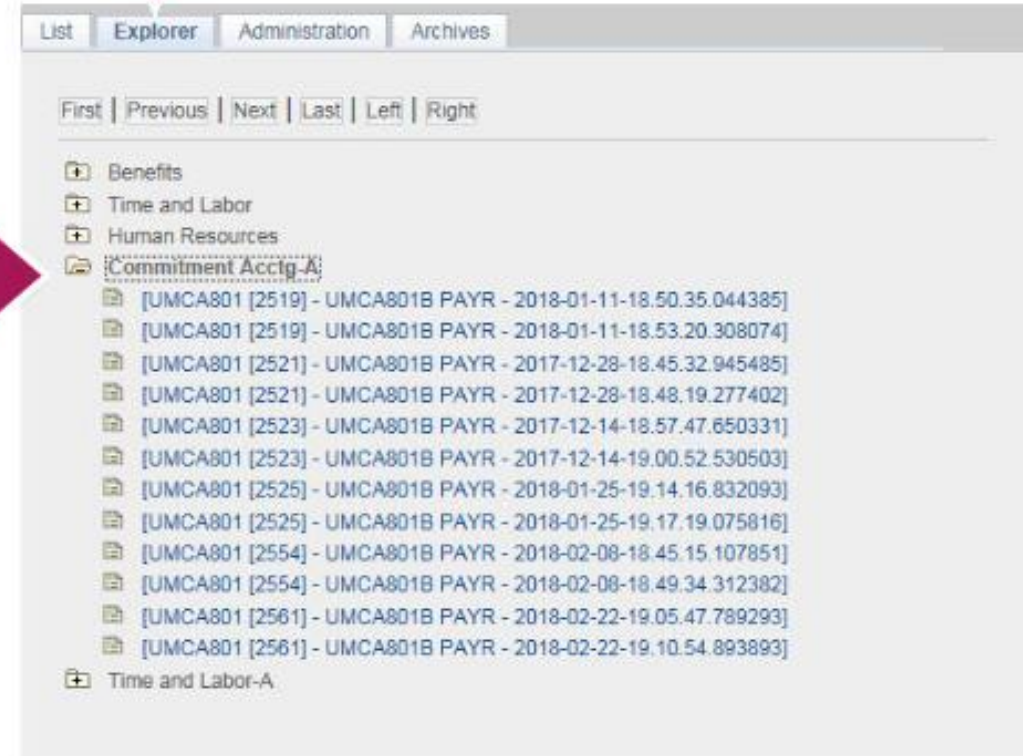 List Explorer Administration Archives
First | Previous | Next | Last | Left | Right
Benefits
Time and Labor
Human Resources
Commitment Acctg-A
[UMCA801 [2519] - UMCA801B PAYR - 2018-01-11-18.50.35.044385]
[UMCA801 [2519] - UMCA801B PAYR - 2018-01-11-18.53.20.308074]
[UMCA801 [2521] - UMCA801B PAYR - 2017-12-28-18.45.32.945485]
[UMCA801 [2521] - UMCA801B PAYR - 2017-12-28-18.48.19.277402]
[UMCA801 [2523] - UMCA801B PAYR - 2017-12-14-18.57.47.650331]
[UMCA801 [2523] - UMCA801B PAYR - 2017-12-14-19.00.52.530503]
[UMCA801 [2525] - UMCA801B PAYR - 2018-01-25-19.14.16.832093]
[UMCA801 [2525] - UMCA801B PAYR - 2018-01-25-19.17.19.075816]
[UMCA801 [2554] - UMCA801B PAYR - 2018-02-08-18.45.15.107851]
[UMCA801 [2554] - UMCA801B PAYR - 2018-02-08-18.49.34.312382]
[UMCA801 [2561] - UMCA801B PAYR - 2018-02-22-19.05.47.789293]
[UMCA801 [2561] - UMCA801B PAYR - 2018-02-22-19.10.54.893893]
Time and Labor-A